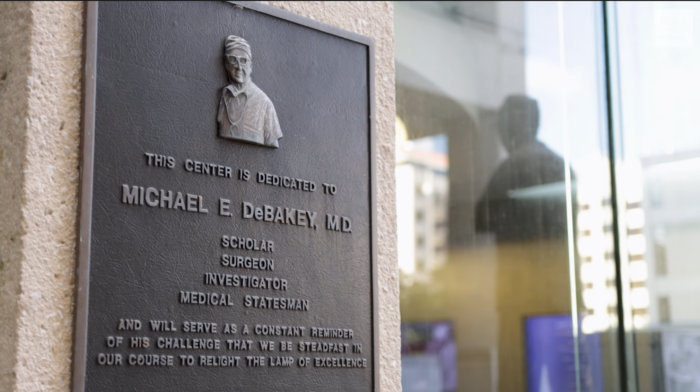 THIS CENTER IS DEDICATED TO
MICHAEL E. DeBAKEY, M.D.
SCHOLAR
SURGEON
INVESTIGATOR
MEDICAL STATESMAN
AND WILL SERVE AS A CONSTANT REMINDER
OF HIS CHALLENGE THAT WE BE STEADFAST IN
OUR COURSE TO RELIGHT THE LAMP OF EXCELLENCE